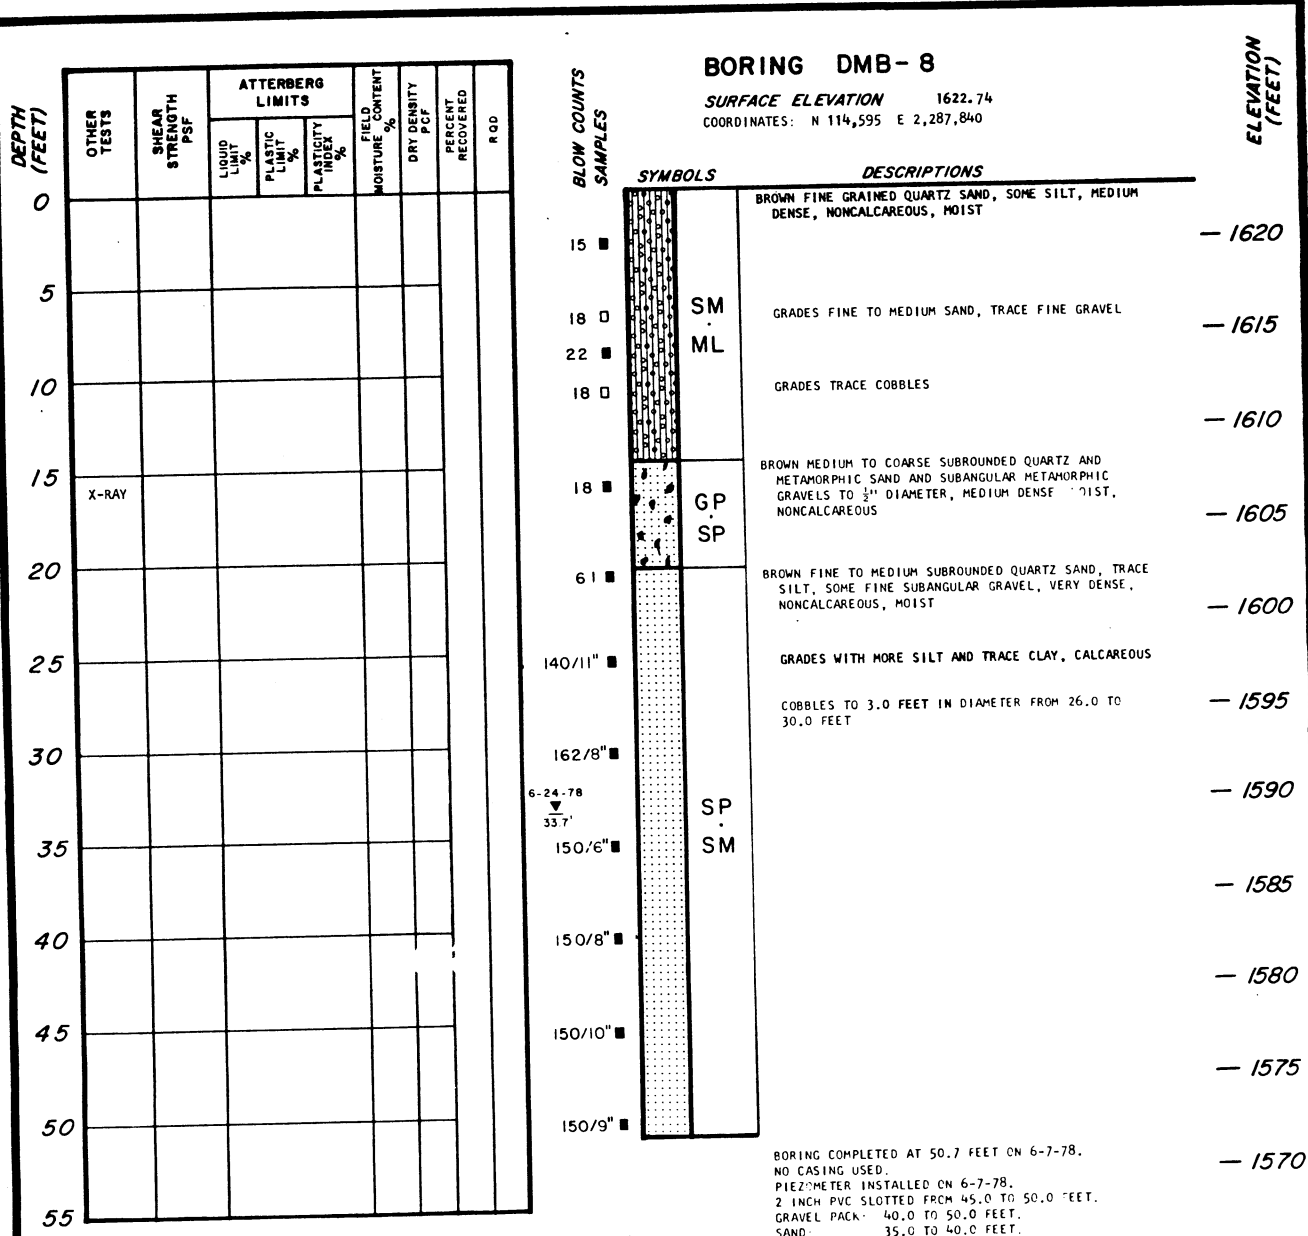 BORING DMB-8
SURFACE ELEVATION 1622.74
COORDINATES: N 114,595 E 2,287,840
DEPTH (FEET)
OTHER TESTS
SHEAR STRENGTH PSF
ATTERBERG LIMITS
LIQUID LIMIT %
PLASTIC LIMIT %
PLASTICITY INDEX %
FIELD MOISTURE CONTENT %
DRY DENSITY PCF
PERCENT RECOVERED
RQD
BLOW COUNTS
SAMPLES
SYMBOLS
DESCRIPTIONS
ELEVATION (FEET)
0
5
10
15
20
25
30
35
40
45
50
55
X-RAY
15
18
22
18
18
61
140/11"
162/8"
6-24-78
33.7'
150/6"
150/8"
150/10"
150/9"
SM
ML
GP
SP
SP
SM
BROWN FINE GRAINED QUARTZ SAND, SOME SILT, MEDIUM
DENSE, NONCALCAREOUS, MOIST
GRADES FINE TO MEDIUM SAND, TRACE FINE GRAVEL
GRADES TRACE COBBLES
BROWN MEDIUM TO COARSE SUBROUNDED QUARTZ AND
METAMORPHIC SAND AND SUBANGULAR METAMORPHIC
GRAVELS TO ½" DIAMETER, MEDIUM DENSE OIST,
NONCALCAREOUS
BROWN FINE TO MEDIUM SUBROUNDED QUARTZ SAND, TRACE
SILT, SOME FINE SUBANGULAR GRAVEL, VERY DENSE,
NONCALCAREOUS, MOIST
GRADES WITH MORE SILT AND TRACE CLAY, CALCAREOUS
COBBLES TO 3.0 FEET IN DIAMETER FROM 26.0 TO
30.0 FEET
BORING COMPLETED AT 50.7 FEET ON 6-7-78.
NO CASING USED.
PIEZOMETER INSTALLED ON 6-7-78.
2 INCH PVC SLOTTED FROM 45.0 TO 50.0 FEET.
GRAVEL PACK: 40.0 TO 50.0 FEET.
SAND: 35.0 TO 40.0 FEET.
— 1620
— 1615
— 1610
— 1605
— 1600
— 1595
— 1590
— 1585
— 1580
— 1575
— 1570